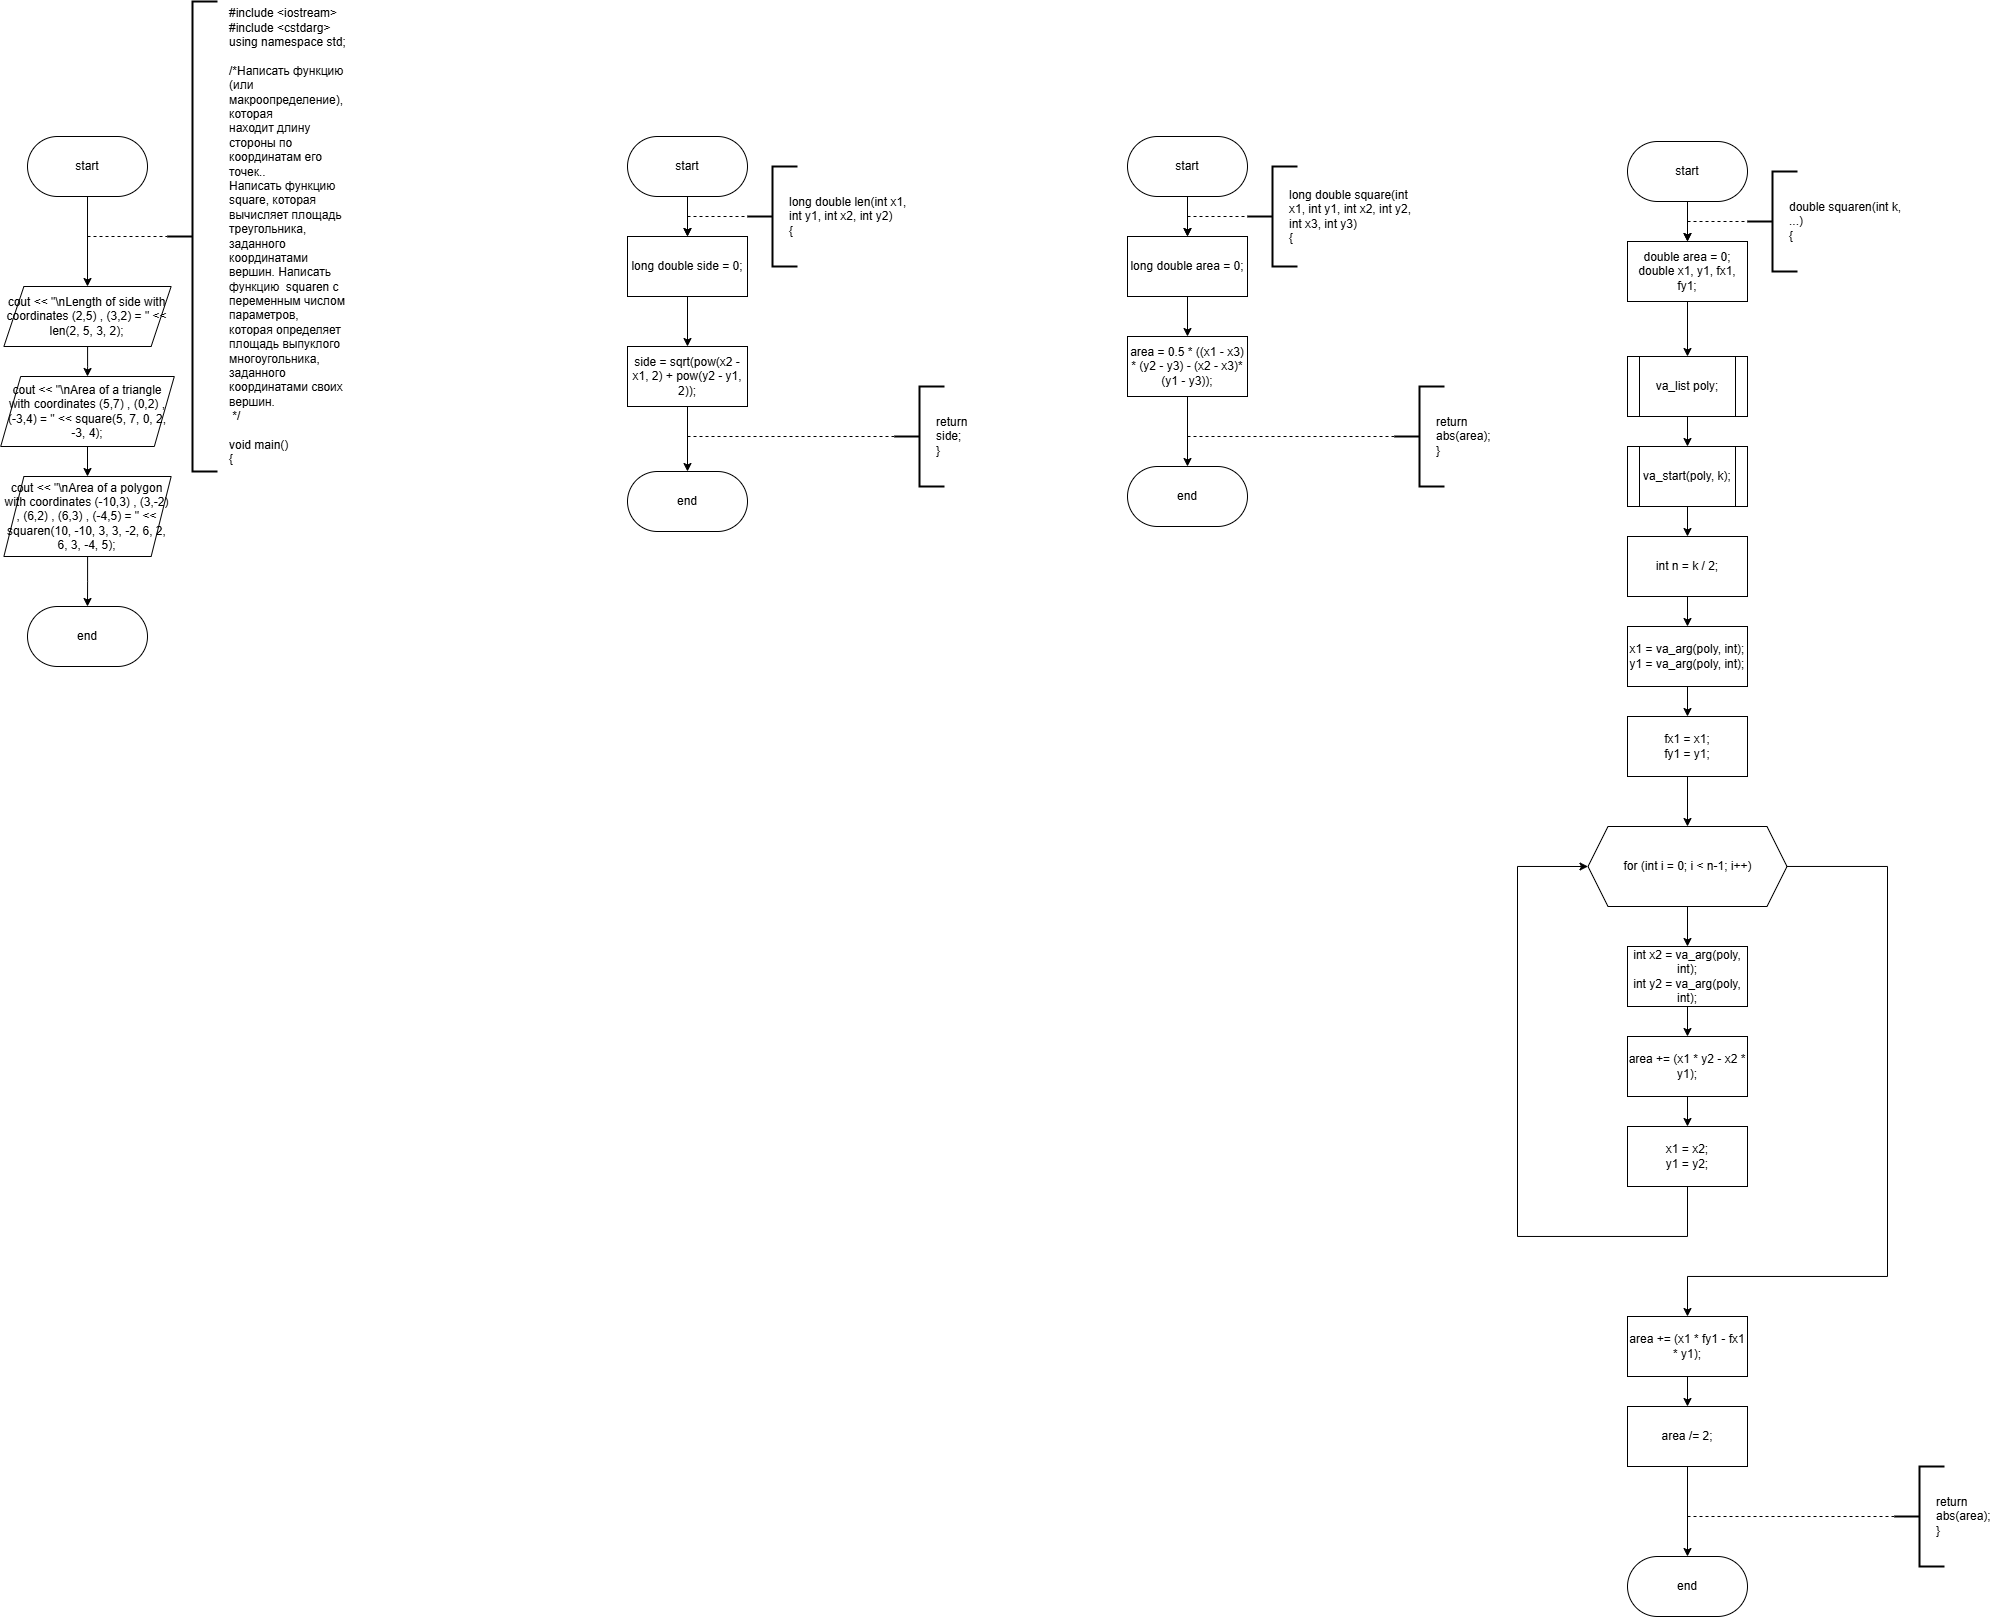 start
cout << "\nLength of side with
coordinates (2,5) , (3,2) = " <<
len(2, 5, 3, 2);
cout << "\nArea of a triangle
with coordinates (5,7) , (0,2) ,
(-3,4) = " << square(5, 7, 0, 2,
-3, 4);
cout << "\nArea of a polygon
with coordinates (-10,3) , (3,-2)
, (6,2) , (6,3) , (-4,5) = " <<
squaren(10, -10, 3, 3, -2, 6, 2,
6, 3, -4, 5);
end
#include <iostream>
#include <cstdarg>
using namespace std;
/*Написать функцию
(или
макроопределение),
которая
находит длину
стороны по
координатам его
точек..
Написать функцию
square, которая
вычисляет площадь
треугольника,
заданного
координатами
вершин. Написать
функцию  squaren с
переменным числом
параметров,
которая определяет
площадь выпуклого
многоугольника,
заданного
координатами своих
вершин.
*/
void main()
{
start
long double len(int x1,
int y1, int x2, int y2)
{
long double side = 0;
side = sqrt(pow(x2 -
x1, 2) + pow(y2 - y1,
2));
return
side;
}
end
start
long double square(int
x1, int y1, int x2, int y2,
int x3, int y3)
{
long double area = 0;
area = 0.5 * ((x1 - x3)
* (y2 - y3) - (x2 - x3)*
(y1 - y3));
return
abs(area);
}
end
start
double squaren(int k,
...)
{
double area = 0;
double x1, y1, fx1,
fy1;
va_list poly;
va_start(poly, k);
int n = k / 2;
x1 = va_arg(poly, int);
y1 = va_arg(poly, int);
fx1 = x1;
fy1 = y1;
for (int i = 0; i < n-1; i++)
int x2 = va_arg(poly,
int);
int y2 = va_arg(poly,
int);
area += (x1 * y2 - x2 *
y1);
x1 = x2;
y1 = y2;
area += (x1 * fy1 - fx1
* y1);
area /= 2;
return
abs(area);
}
end